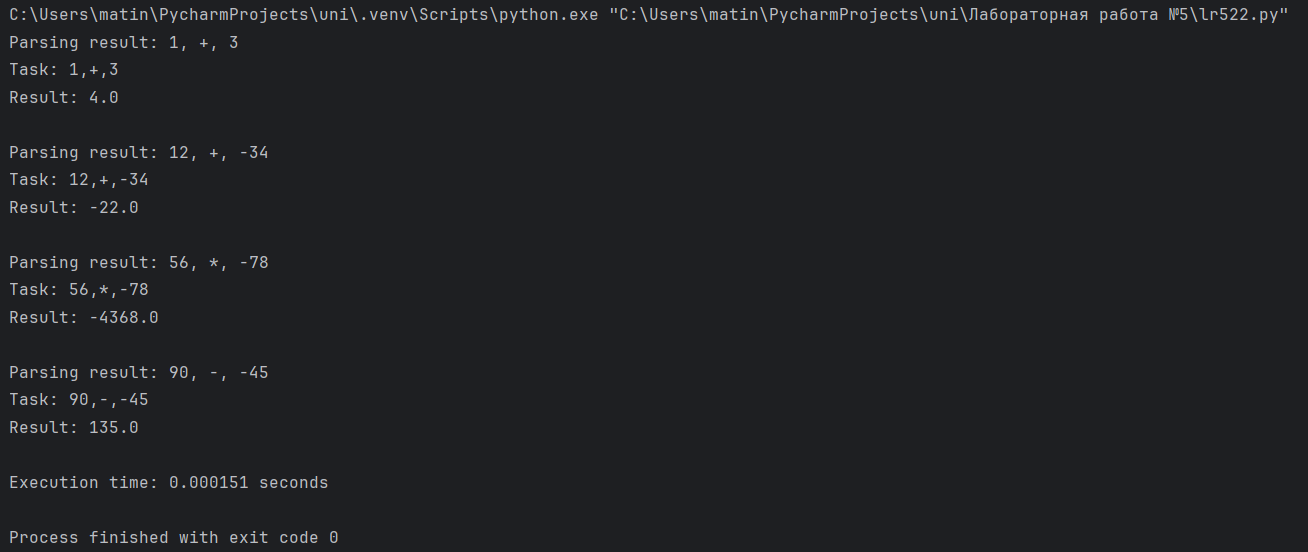 C:\Users\matin\PycharmProjects\uni\.venv\Scripts\python.exe "C:\Users\matin\PycharmProjects\uni\Лабораторная работа №5\lr522.py"
Parsing result: 1, +, 3
Task: 1,+,3
Result: 4.0
Parsing result: 12, +, -34
Task: 12,+,-34
Result: -22.0
Parsing result: 56, *, -78
Task: 56,*,-78
Result: -4368.0
Parsing result: 90, -, -45
Task: 90,-,-45
Result: 135.0
Execution time: 0.000151 seconds
Process finished with exit code 0